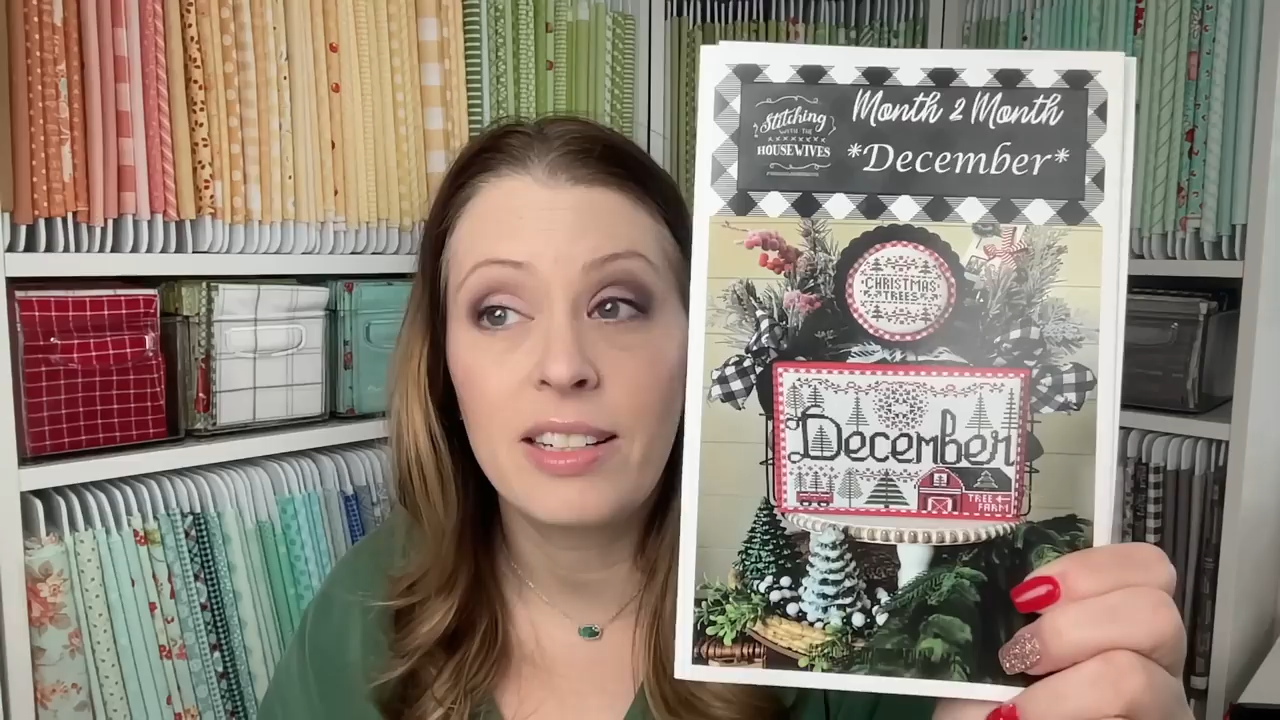 Month 2 Month
*December*
Stitching
WITH THE
HOUSEWIVES
CHRISTMAS
TREES
December
TREE
FARM